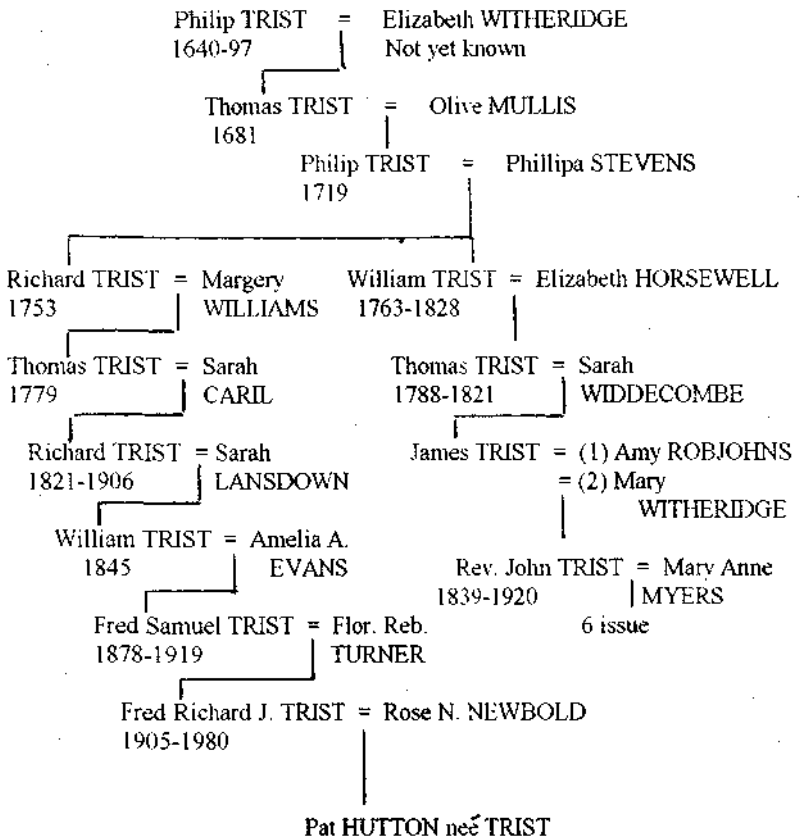 Philip TRIST = Elizabeth WITHERIDGE
1640-97 Not yet known
Thomas TRIST = Olive MULLIS
1681
Philip TRIST = Phillipa STEVENS
1719
Richard TRIST = Margery William TRIST = Elizabeth HORSEWELL
1753 WILLIAMS 1763-1828
Thomas TRIST = Sarah Thomas TRIST = Sarah
1779 CARIL 1788-1821 WIDDECOMBE
Richard TRIST = Sarah James TRIST = (1) Amy ROBJOHNS
1821-1906 LANSDOWN = (2) Mary
WITHERIDGE
William TRIST = Amelia A. Rev. John TRIST = Mary Anne
1845 EVANS 1839-1920 MYERS
Fred Samuel TRIST = Flor. Reb. 6 issue
1878-1919 TURNER
Fred Richard J. TRIST = Rose N. NEWBOLD
1905-1980
Pat HUTTON neé TRIST